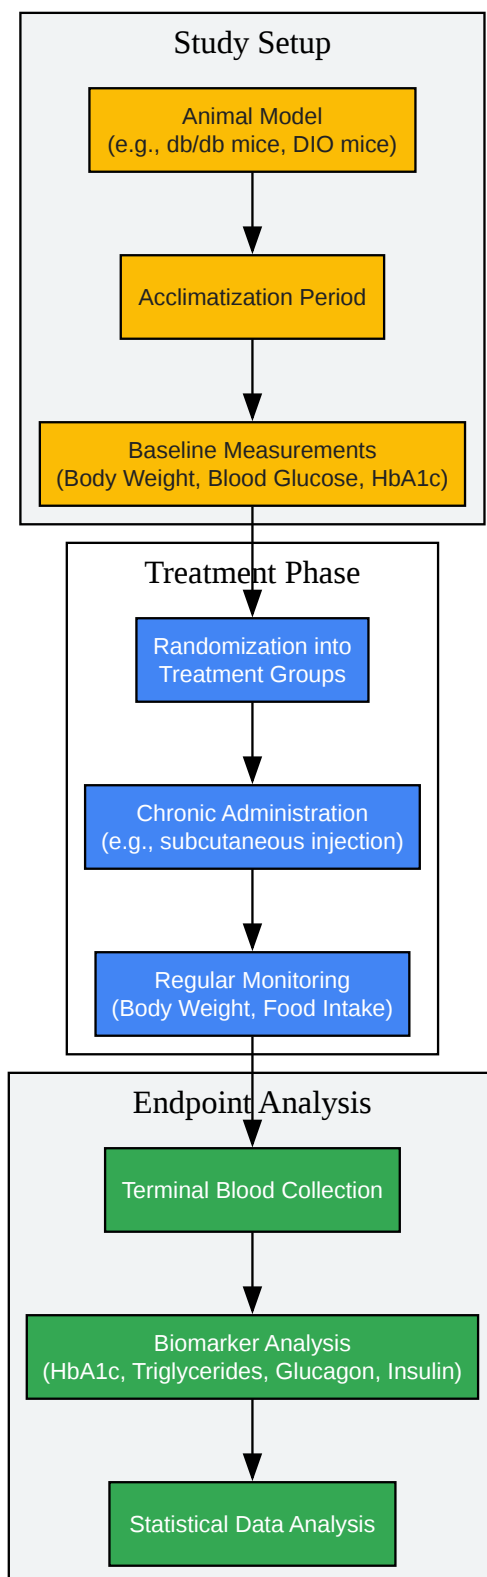 Study Setup
Animal Model
(e.g., db/db mice, DIO mice)
Acclimatization Period
Baseline Measurements
(Body Weight, Blood Glucose, HbA1c)
Treatment Phase
Randomization into
Treatment Groups
Chronic Administration
(e.g., subcutaneous injection)
Regular Monitoring
(Body Weight, Food Intake)
Endpoint Analysis
Terminal Blood Collection
Biomarker Analysis
(HbA1c, Triglycerides, Glucagon, Insulin)
Statistical Data Analysis